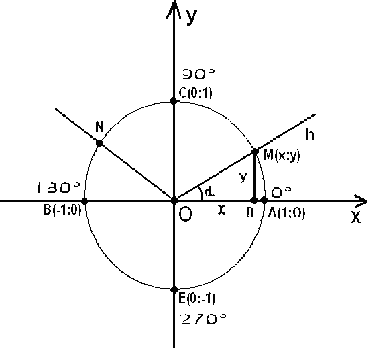 y
90°
C(0:1)
N
h
M(x:y)
y
α
180°
0°
B(-1:0)
O
x
D
A(1:0)
x
E(0:-1)
270°